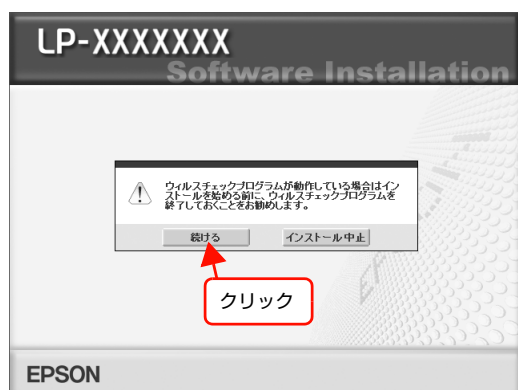 LP-XXXXXXX
Software Installation
ウィルスチェックプログラムが動作している場合はイン
ストールを始める前に、ウィルスチェックプログラムを
終了しておくことをお勧めします。
続ける インストール中止
クリック
EPSON